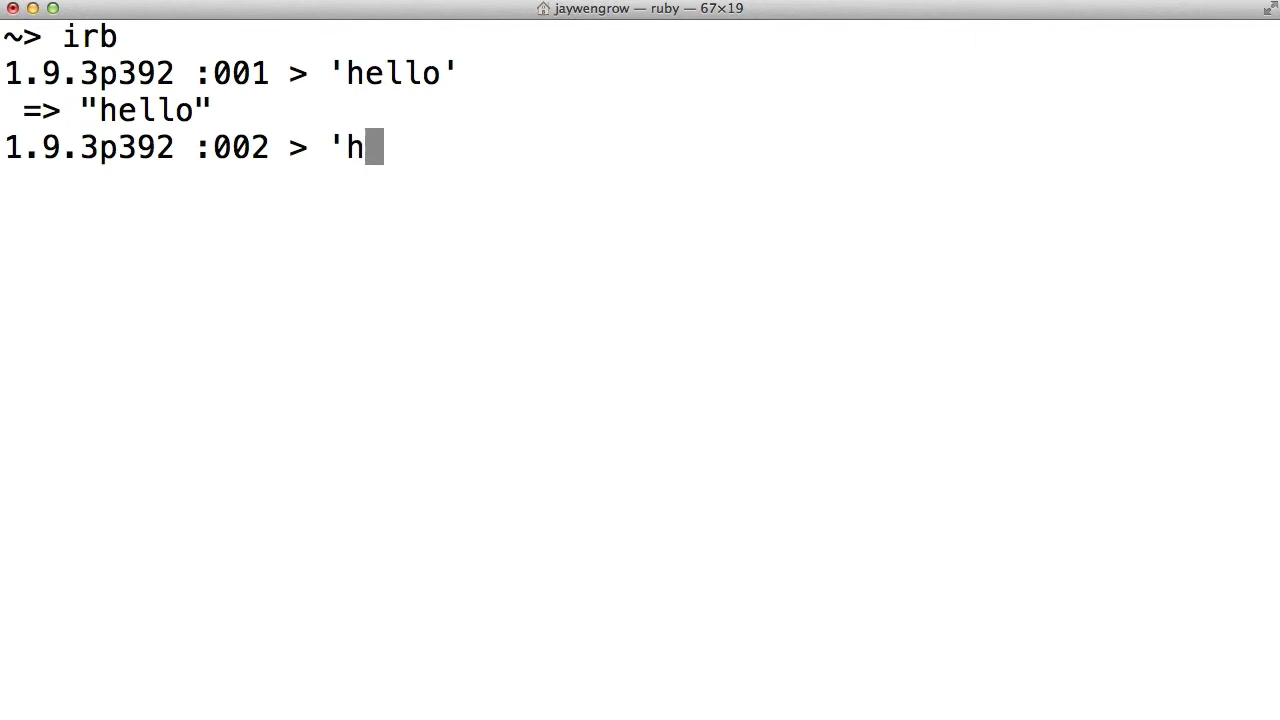 jaywengrow — ruby — 67×19
~> irb
1.9.3p392 :001 > 'hello'
 => "hello"
1.9.3p392 :002 > 'h